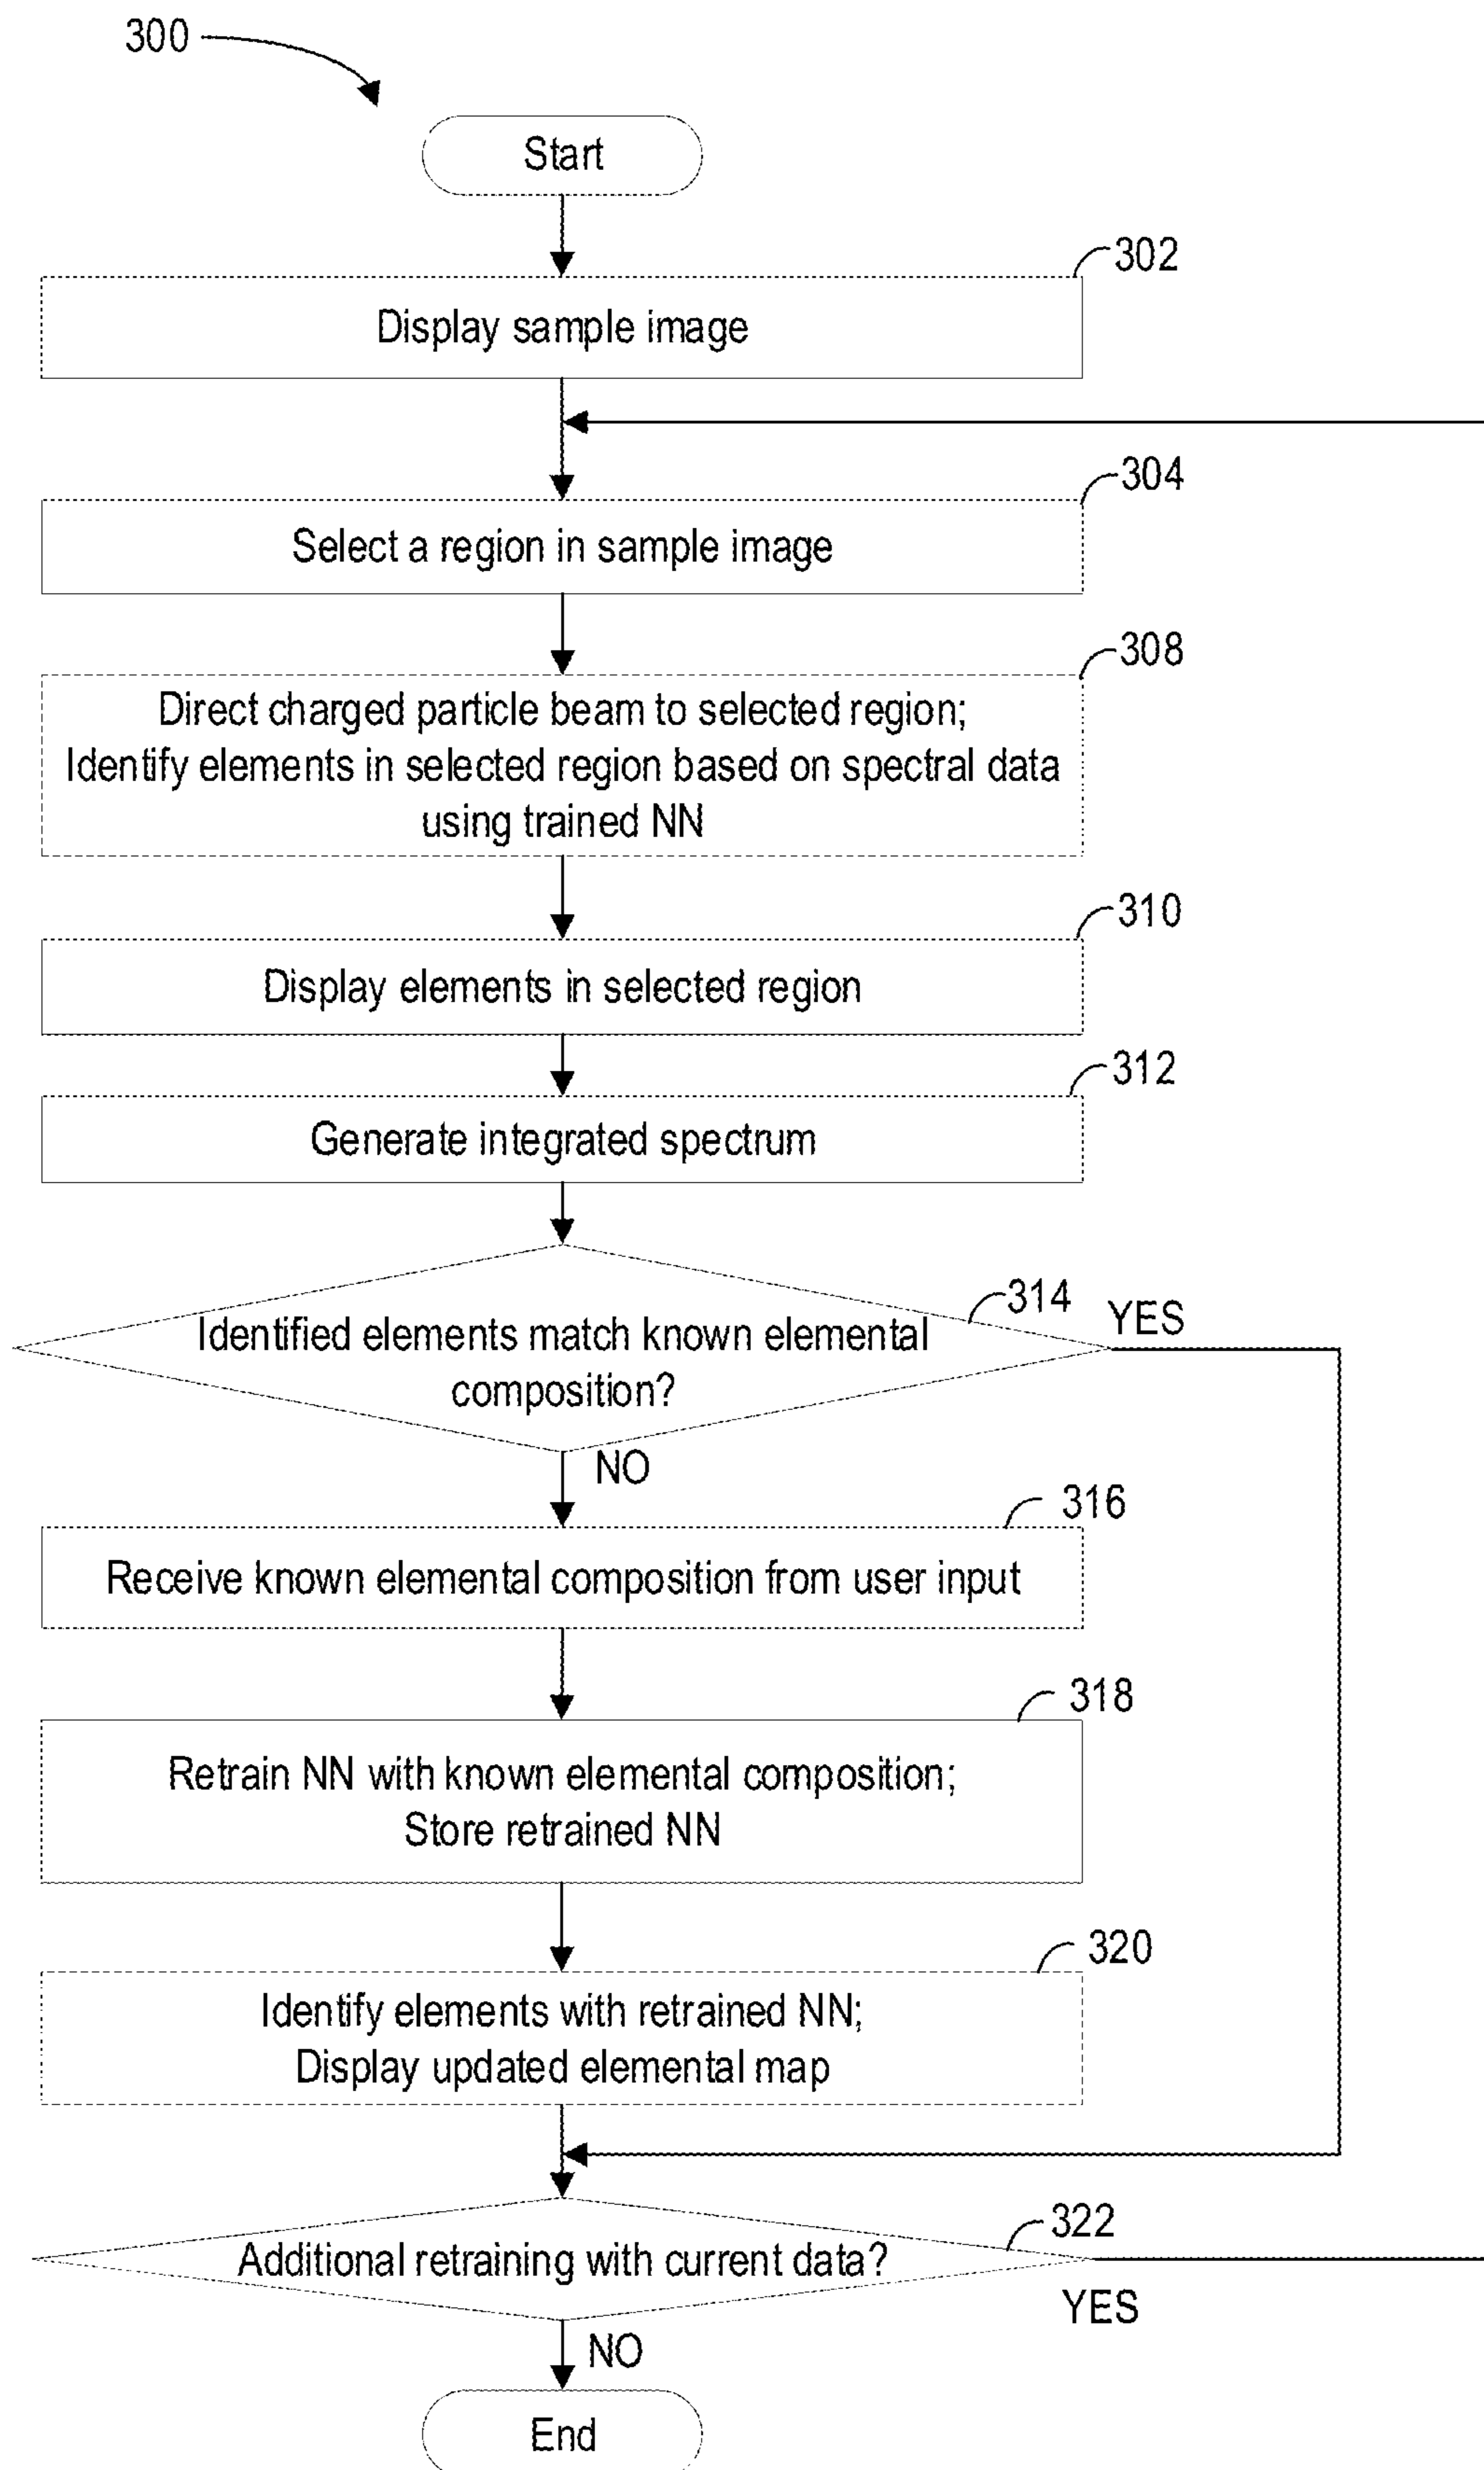 300
Start
302
Display sample image
304
Select a region in sample image
308
Direct charged particle beam to selected region;
Identify elements in selected region based on spectral data
using trained NN
310
Display elements in selected region
312
Generate integrated spectrum
314
YES
Identified elements match known elemental
composition?
NO
316
Receive known elemental composition from user input
318
Retrain NN with known elemental composition;
Store retrained NN
320
Identify elements with retrained NN;
Display updated elemental map
322
Additional retraining with current data?
YES
NO
End